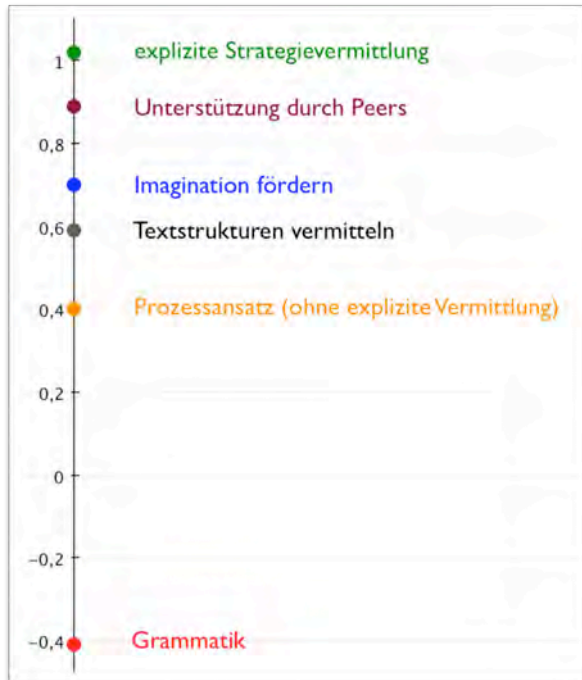 1 explizite Strategievermittlung
Unterstützung durch Peers
0,8
Imagination fördern
0,6 Textstrukturen vermitteln
0,4 Prozessansatz (ohne explizite Vermittlung)
0,2
0
−0,2
−0,4 Grammatik